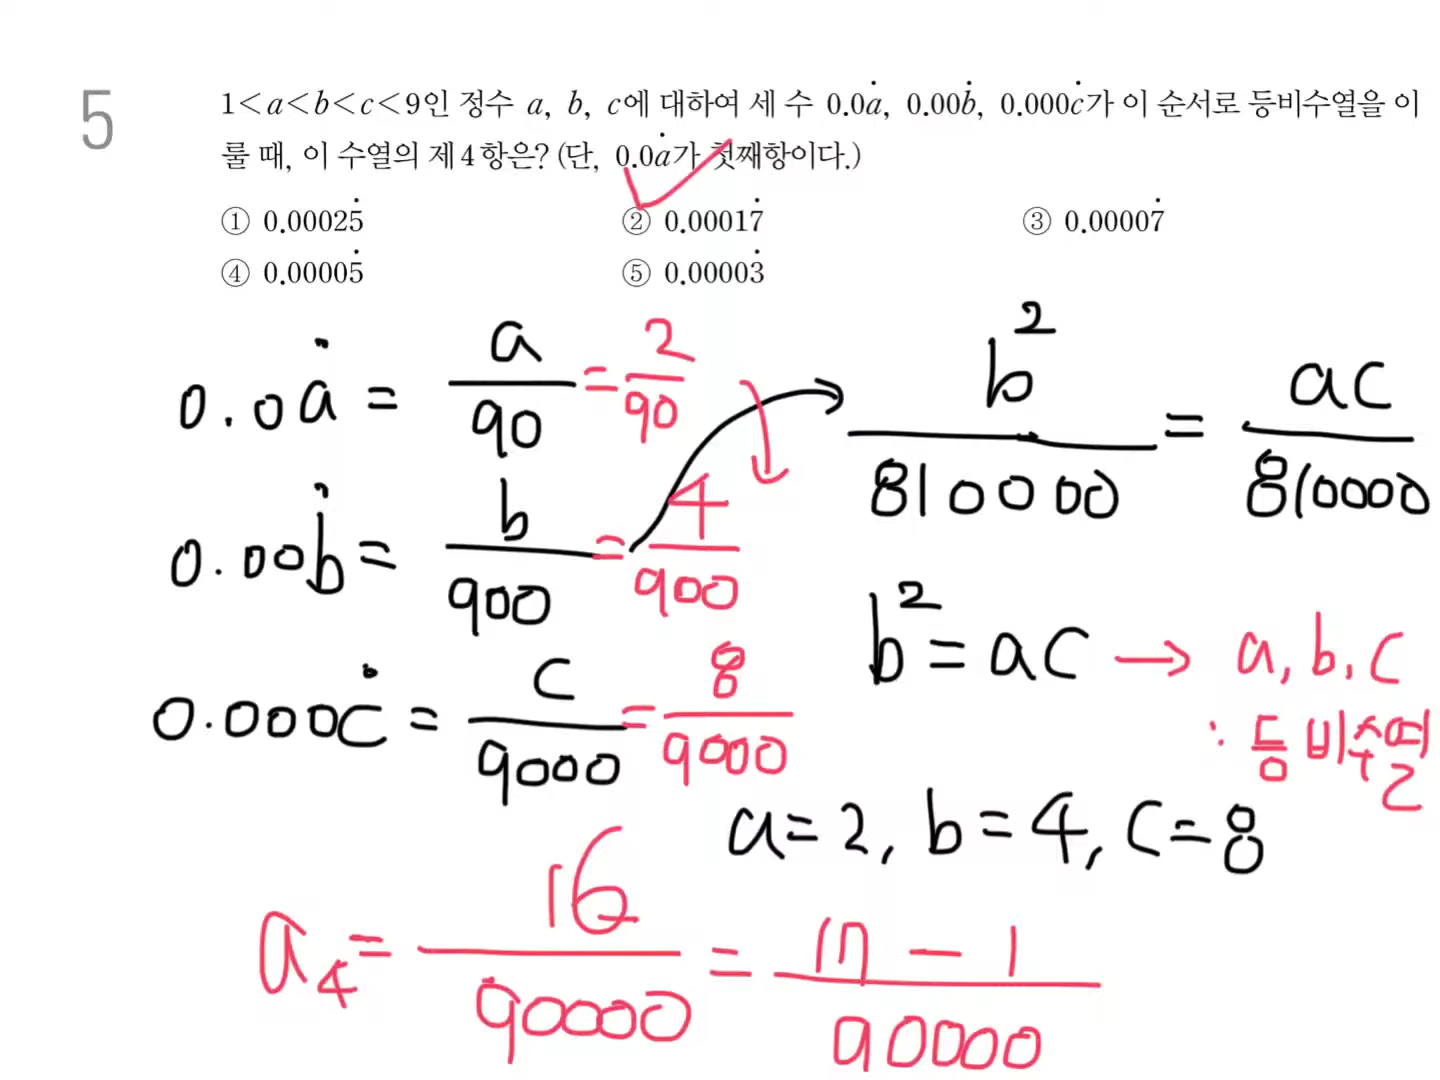 5
1<a<b<c<9인 정수 a, b, c에 대하여 세 수 0.0ȧ, 0.00ḃ, 0.000ċ가 이 순서로 등비수열을 이
룰 때, 이 수열의 제4항은? (단, 0.0ȧ가 첫째항이다.)
① 0.00025̇ ② 0.00017̇ ③ 0.00007̇
④ 0.00005̇ ⑤ 0.00003̇
0.0ȧ = a/90 = 2/90
0.00ḃ = b/900 = 4/900
0.000ċ = c/9000 = 8/9000
b²/810000 = ac/810000
b² = ac → a, b, c
: 등비수열
a=2, b=4, c=8
a₄ = 16/90000 = 17-1/90000